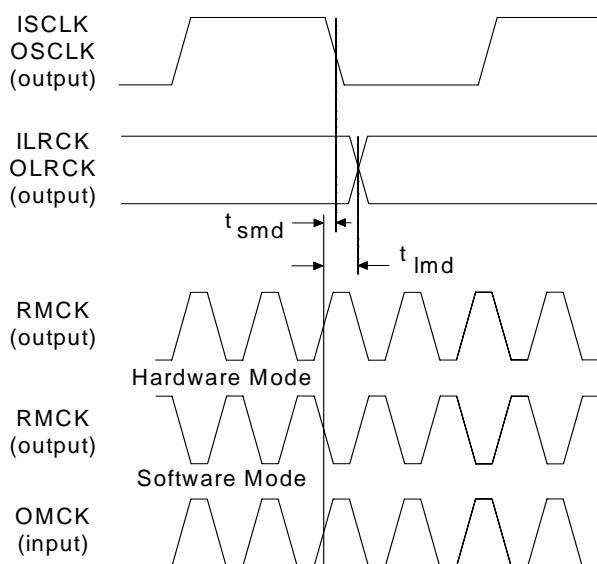 ISCLK
OSCLK
(output)
ILRCK
OLRCK
(output)
t smd
t lmd
RMCK
(output)
Hardware Mode
RMCK
(output)
Software Mode
OMCK
(input)